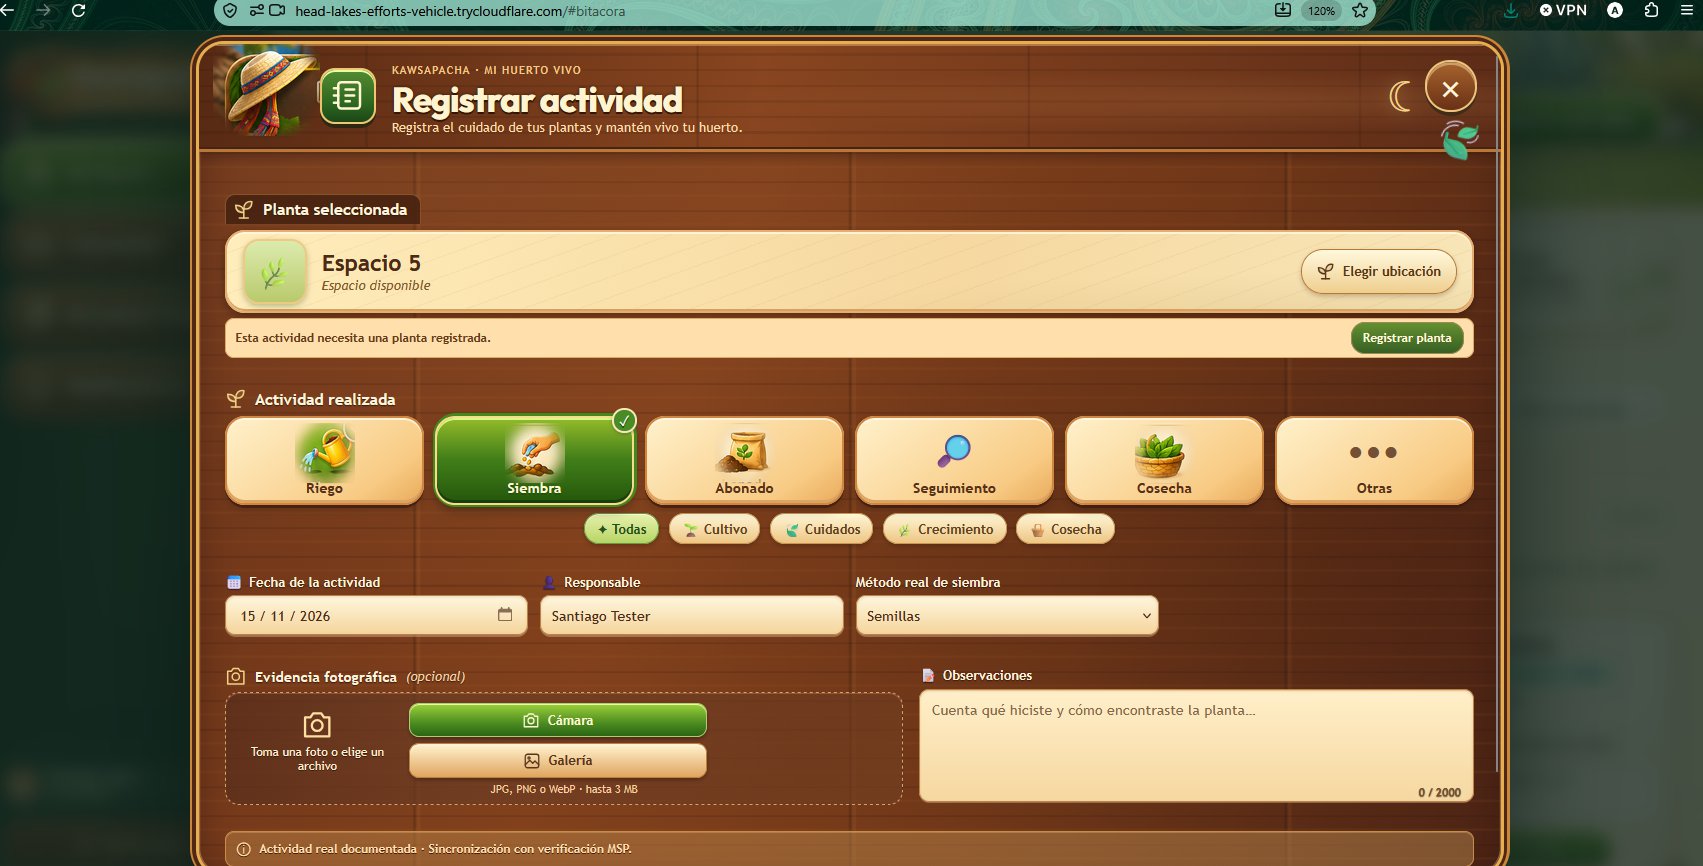 head-lakes-efforts-vehicle.trycloudflare.com/#bitacora
120%
VPN
A
KAWSAPACHA · MI HUERTO VIVO
Registrar actividad
Registra el cuidado de tus plantas y mantén vivo tu huerto.
Planta seleccionada
Espacio 5
Espacio disponible
Elegir ubicación
Esta actividad necesita una planta registrada.
Registrar planta
Actividad realizada
Riego
Siembra
Abonado
Seguimiento
Cosecha
Otras
Todas
Cultivo
Cuidados
Crecimiento
Cosecha
Fecha de la actividad
15 / 11 / 2026
Responsable
Santiago Tester
Método real de siembra
Semillas
Evidencia fotográfica (opcional)
Toma una foto o elige un
archivo
Cámara
Galería
JPG, PNG o WebP · hasta 3 MB
Observaciones
Cuenta qué hiciste y cómo encontraste la planta...
0 / 2000
Actividad real documentada · Sincronización con verificación MSP.